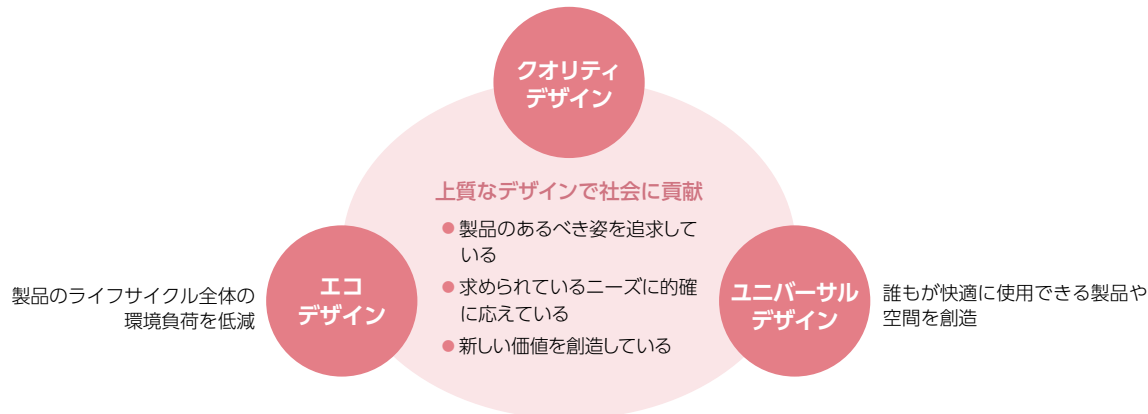 クオリティ
デザイン
上質なデザインで社会に貢献
● 製品のあるべき姿を追求して
いる
● 求められているニーズに的確
に応えている
● 新しい価値を創造している
エコ
デザイン
製品のライフサイクル全体の
環境負荷を低減
ユニバーサル
デザイン
誰もが快適に使用できる製品や
空間を創造